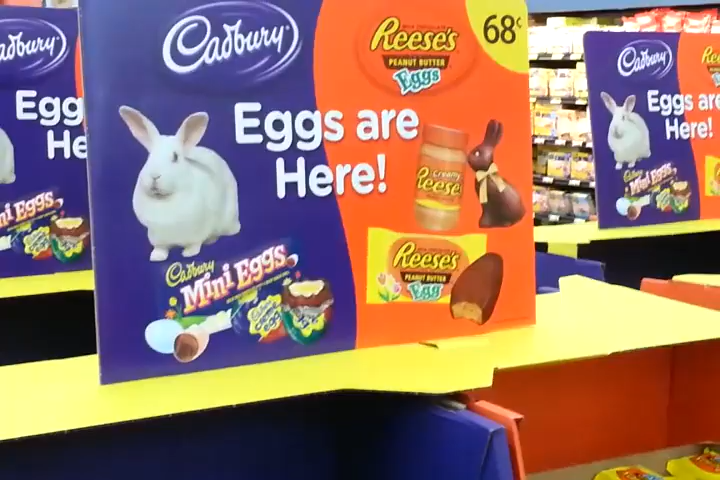 Cadbury
Reese's
PEANUT BUTTER
Eggs
68¢
Eggs are
Here!
Creamy
Reese's
Cadbury
Mini Eggs
Reese's
PEANUT BUTTER
Egg
Cadbury
Eggs
Here!
Mini Eggs
Cadbury
Eggs are
Here!
Mini Eggs